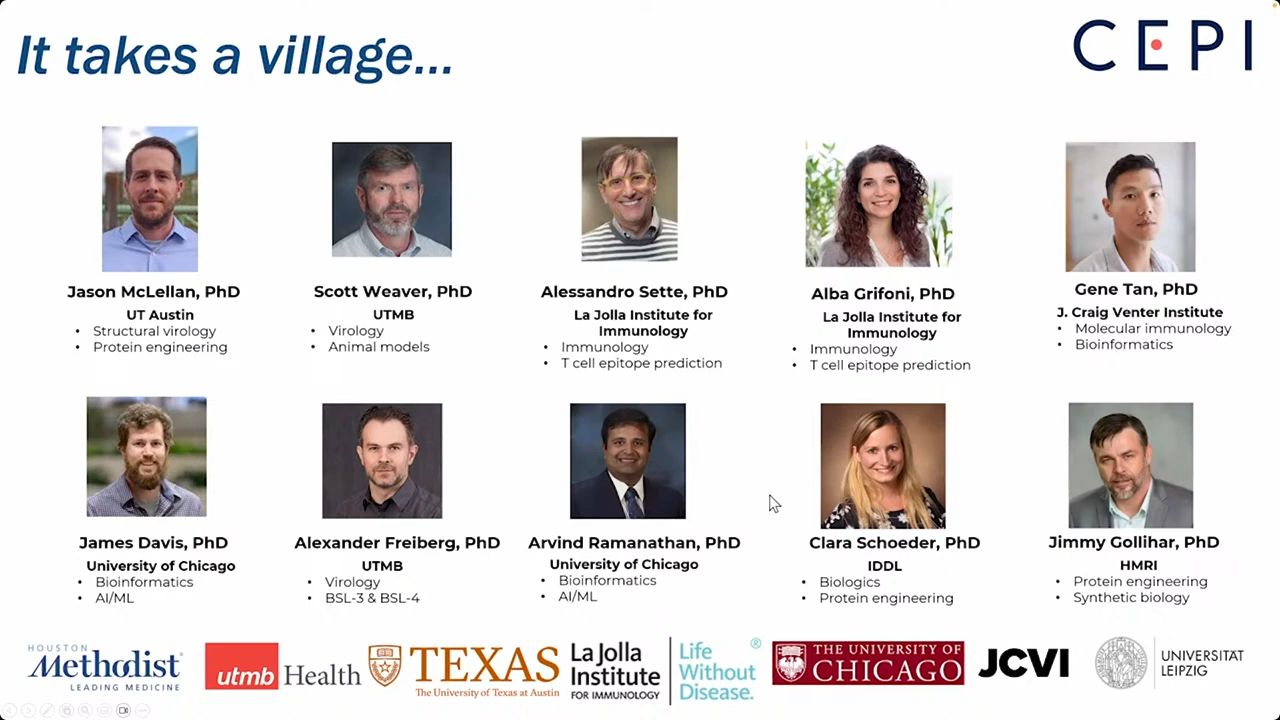 It takes a village...
CEPI
Jason McLellan, PhD
UT Austin
• Structural virology
• Protein engineering
Scott Weaver, PhD
UTMB
• Virology
• Animal models
Alessandro Sette, PhD
La Jolla Institute for
Immunology
• Immunology
• T cell epitope prediction
Alba Grifoni, PhD
La Jolla Institute for
Immunology
• Immunology
• T cell epitope prediction
Gene Tan, PhD
J. Craig Venter Institute
• Molecular immunology
• Bioinformatics
James Davis, PhD
University of Chicago
• Bioinformatics
• AI/ML
Alexander Freiberg, PhD
UTMB
• Virology
• BSL-3 & BSL-4
Arvind Ramanathan, PhD
University of Chicago
• Bioinformatics
• AI/ML
Clara Schoeder, PhD
IDDL
• Biologics
• Protein engineering
Jimmy Gollihar, PhD
HMRI
• Protein engineering
• Synthetic biology
HOUSTON
Methodist®
LEADING MEDICINE
utmb Health
TEXAS
The University of Texas at Austin
La Jolla
Institute
FOR IMMUNOLOGY
Life
Without
Disease.®
THE UNIVERSITY OF
CHICAGO
JCVI
UNIVERSITAT
LEIPZIG